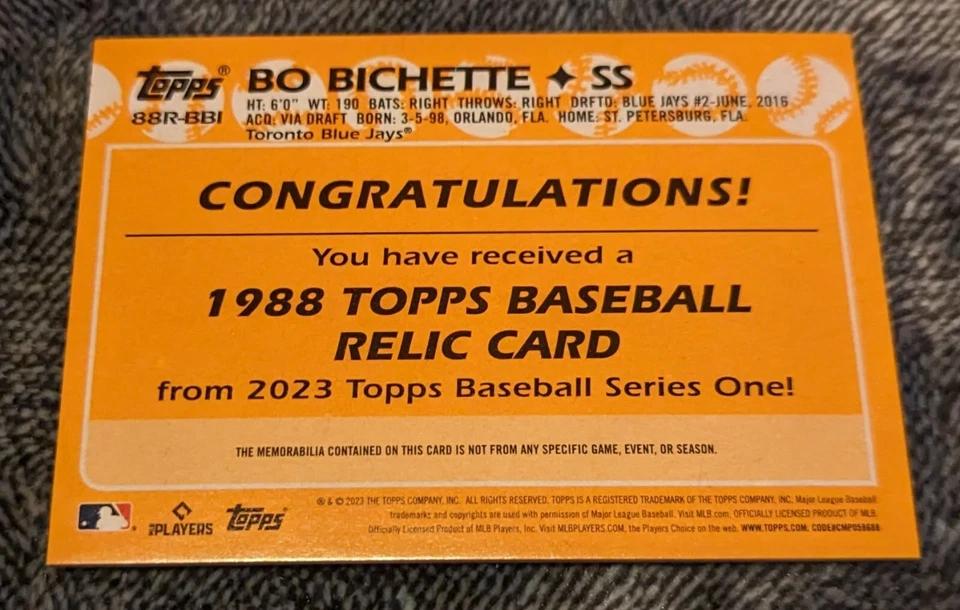 Topps®
88R-BBI
BO BICHETTE ✦ SS
HT: 6'0" WT: 190 BATS: RIGHT THROWS: RIGHT DRFTD: BLUE JAYS #2-JUNE, 2016
ACQ: VIA DRAFT BORN: 3-5-98, ORLANDO, FLA. HOME: ST. PETERSBURG, FLA.
Toronto Blue Jays®
CONGRATULATIONS!
You have received a
1988 TOPPS BASEBALL
RELIC CARD
from 2023 Topps Baseball Series One!
THE MEMORABILIA CONTAINED ON THIS CARD IS NOT FROM ANY SPECIFIC GAME, EVENT, OR SEASON.
MLB PLAYERS
Topps
® & © 2023 THE TOPPS COMPANY, INC. ALL RIGHTS RESERVED. TOPPS IS A REGISTERED TRADEMARK OF THE TOPPS COMPANY, INC. Major League Baseball
trademarks and copyrights are used with permission of Major League Baseball. Visit MLB.com. OFFICIALLY LICENSED PRODUCT OF MLB.
Officially Licensed Product of MLB Players, Inc. Visit MLBPLAYERS.COM, the Players Choice on the web. WWW.TOPPS.COM. CODE#CMP058688